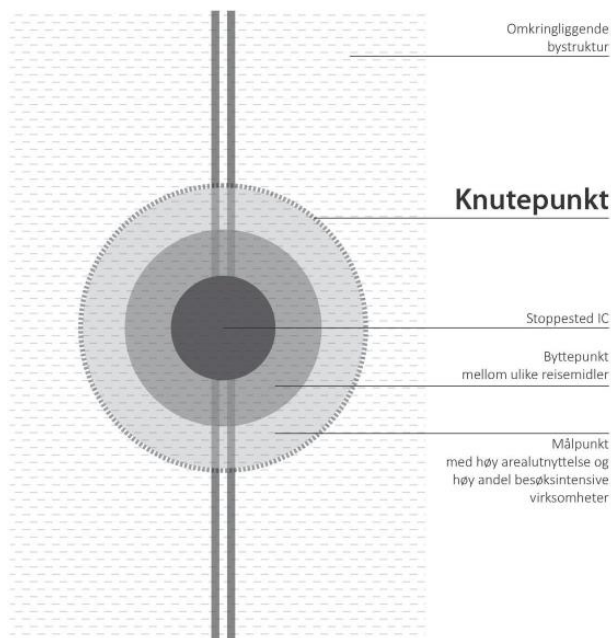 Omkringliggende
bystruktur
Knutepunkt
Stoppested IC
Byttepunkt
mellom ulike reisemidler
Målpunkt
med høy arealutnyttelse og
høy andel besøksintensive
virksomheter